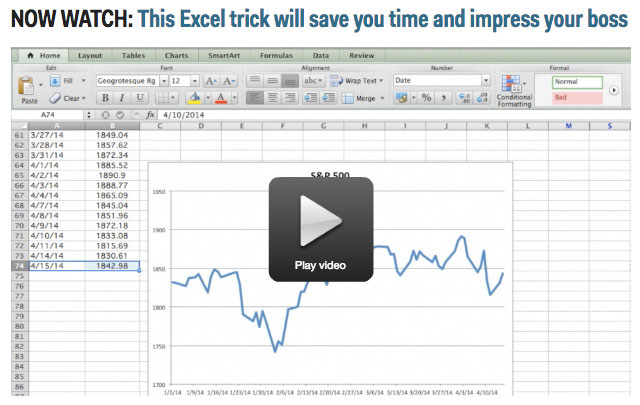 NOW WATCH: This Excel trick will save you time and impress your boss
Home Layout Tables Charts SmartArt Formulas Data Review
Edit Font Alignment Number Format
Paste Fill Geogrotesque Rg 12 A A abc Wrap Text Date Conditional Formatting Normal
Clear B I U A Merge % Bad
A74 fx 4/10/2014
A B C D E F G H I J K L M S
61 3/27/14 1849.04
62 3/28/14 1857.62
63 3/31/14 1872.34
64 4/1/14 1885.52
65 4/2/14 1890.9
66 4/3/14 1888.77
67 4/4/14 1865.09
68 4/7/14 1845.04
69 4/8/14 1851.96
70 4/9/14 1872.18
71 4/10/14 1833.08
72 4/11/14 1815.69
73 4/14/14 1830.61
74 4/15/14 1842.98
75
76
77
78
79
80
81
82
83
84
85
86
S&P 500
1950
1900
1850
1800
1750
1700
1/2/14 1/9/14 1/16/14 1/23/14 1/30/14 2/6/14 2/13/14 2/20/14 2/27/14 3/6/14 3/13/14 3/20/14 3/27/14 4/3/14 4/10/14
Play video